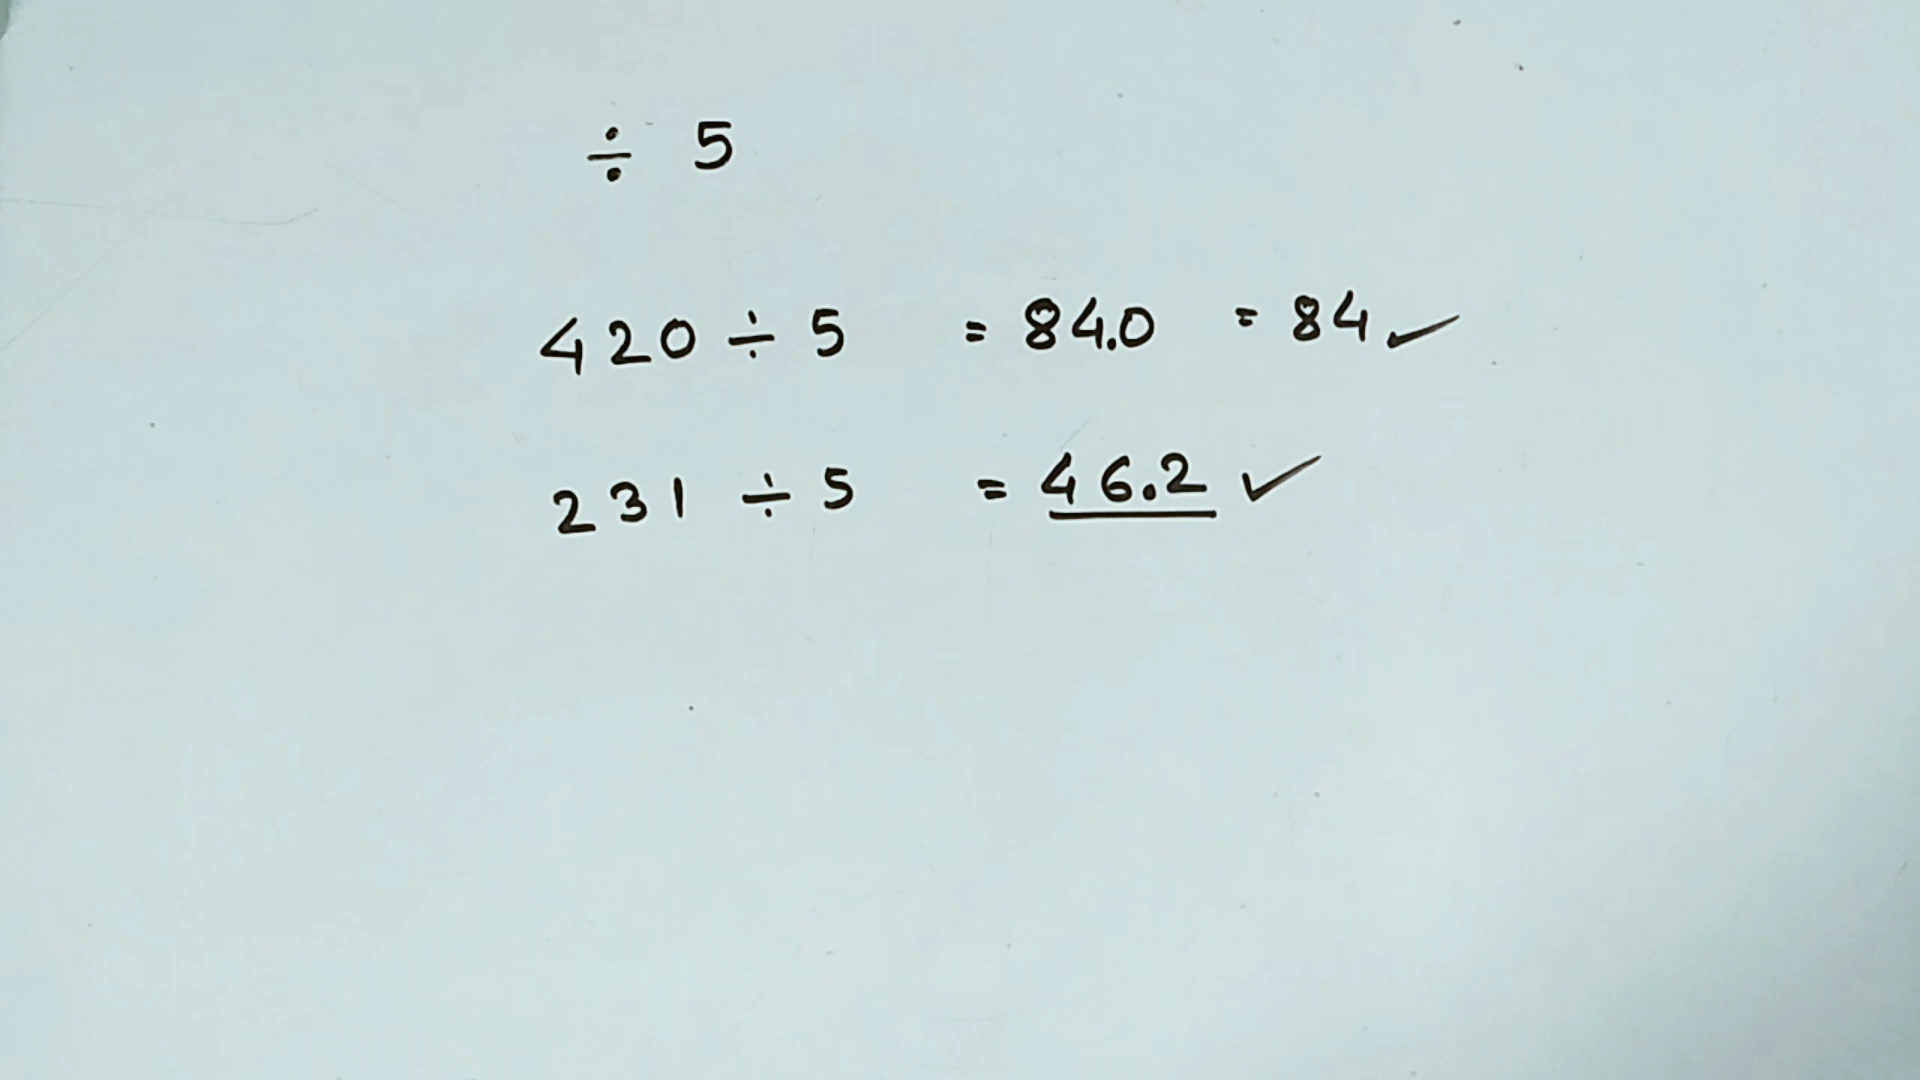 ÷ 5
420 ÷ 5 = 84.0 = 84 ✓
231 ÷ 5 = 46.2 ✓